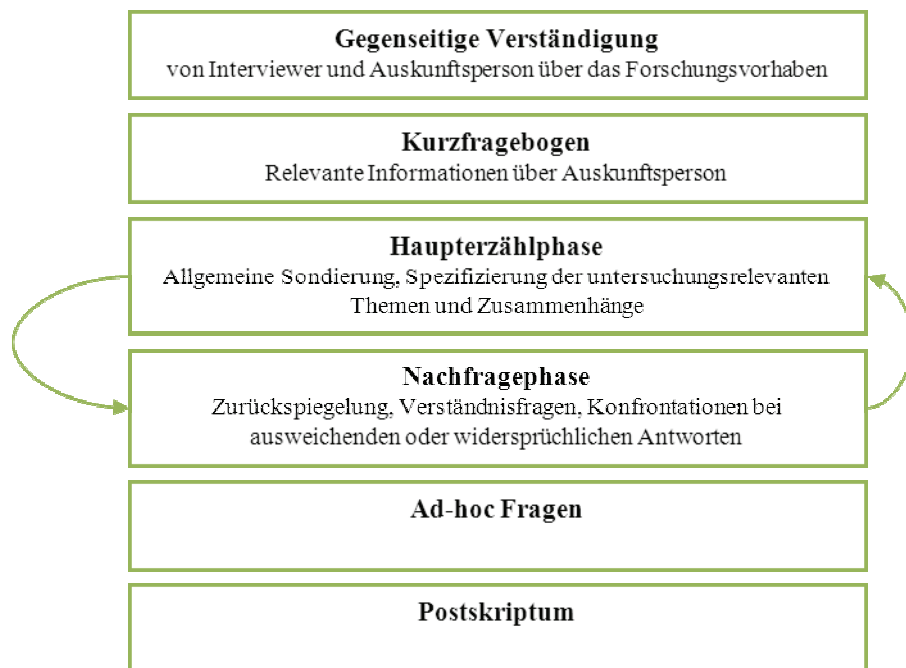 Gegenseitige Verständigung
von Interviewer und Auskunftsperson über das Forschungsvorhaben
Kurzfragebogen
Relevante Informationen über Auskunftsperson
Haupterzählphase
Allgemeine Sondierung, Spezifizierung der untersuchungsrelevanten
Themen und Zusammenhänge
Nachfragephase
Zurückspiegelung, Verständnisfragen, Konfrontationen bei
ausweichenden oder widersprüchlichen Antworten
Ad-hoc Fragen
Postskriptum